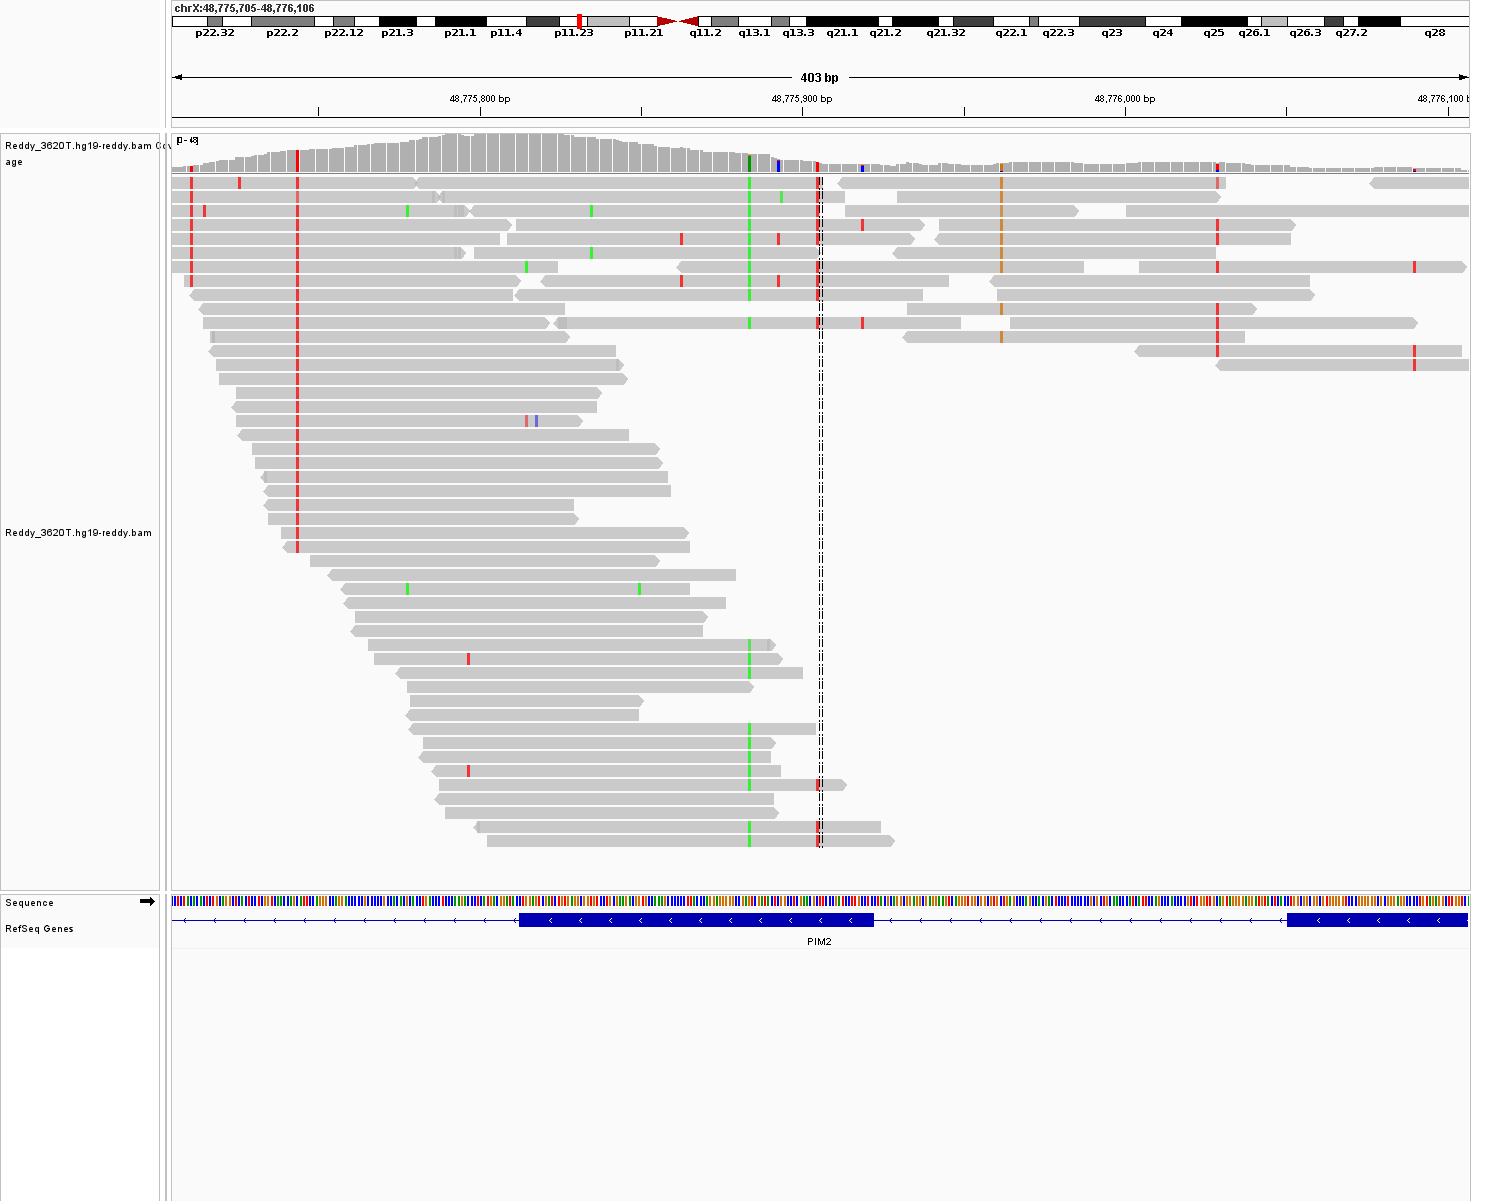 chrX:48,775,705-48,776,106
p22.32 p22.2 p22.12 p21.3 p21.1 p11.4 p11.23 p11.21 q11.2 q13.1 q13.3 q21.1 q21.2 q21.32 q22.1 q22.3 q23 q24 q25 q26.1 q26.3 q27.2 q28
403 bp
48,775,800 bp 48,775,900 bp 48,776,000 bp 48,776,100 b
[0 - 48]
Reddy_3620T.hg19-reddy.bam Cov
age
Reddy_3620T.hg19-reddy.bam
Sequence
RefSeq Genes
PIM2